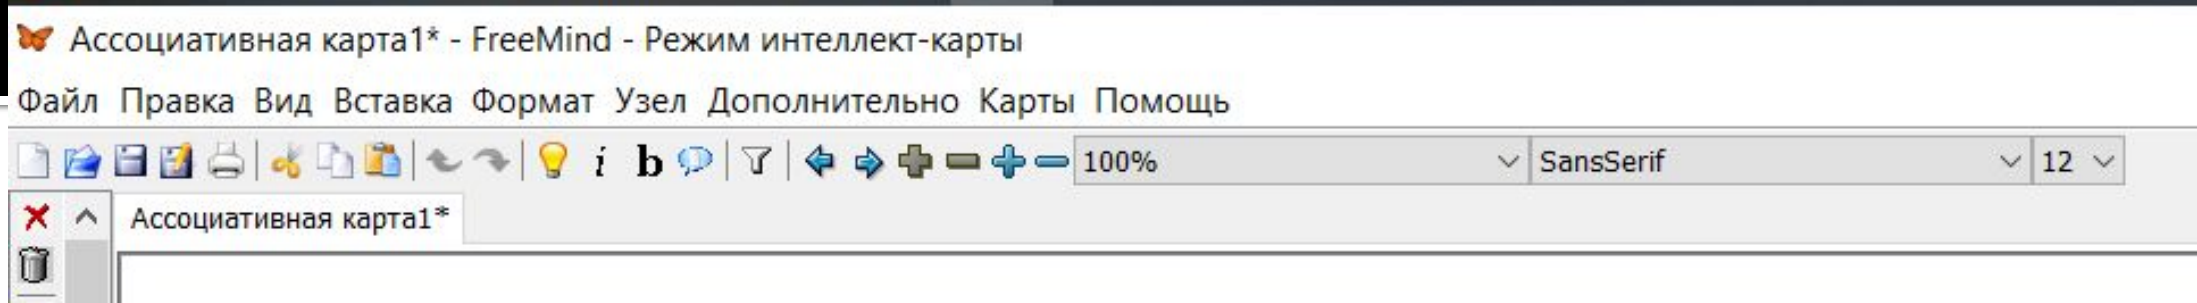 Ассоциативная карта1* - FreeMind - Режим интеллект-карты
Файл Правка Вид Вставка Формат Узел Дополнительно Карты Помощь
i b 100% SansSerif 12
Ассоциативная карта1*